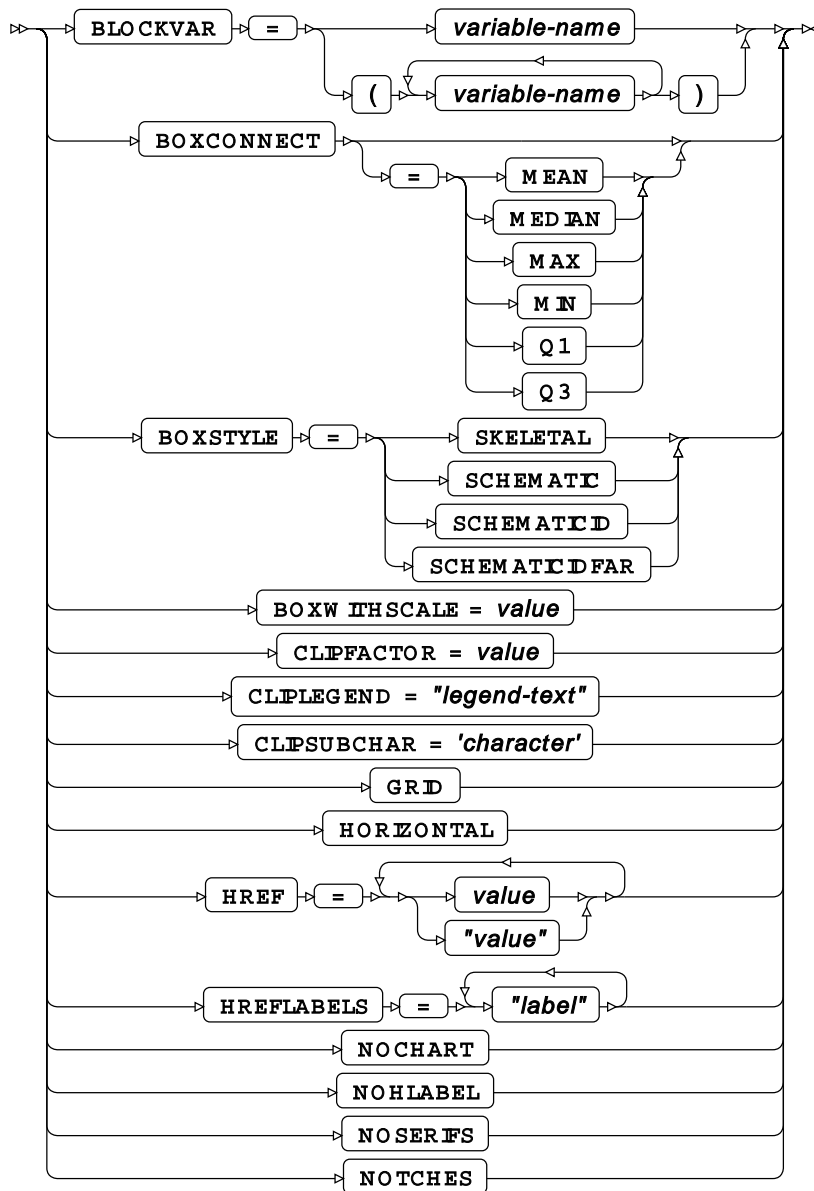 BLOCKVAR = variable-name
( variable-name )
BOXCONNECT
= MEAN
MEDIAN
MAX
MIN
Q1
Q3
BOXSTYLE = SKELETAL
SCHEMATIC
SCHEMATICID
SCHEMATICIDFAR
BOXWITHSCALE = value
CLIPFACTOR = value
CLIPLEGEND = "legend-text"
CLIPSUBCHAR = 'character'
GRID
HORIZONTAL
HREF = value
"value"
HREFLABELS = "label"
NOCHART
NOHLABEL
NOSERIFS
NOTCHES